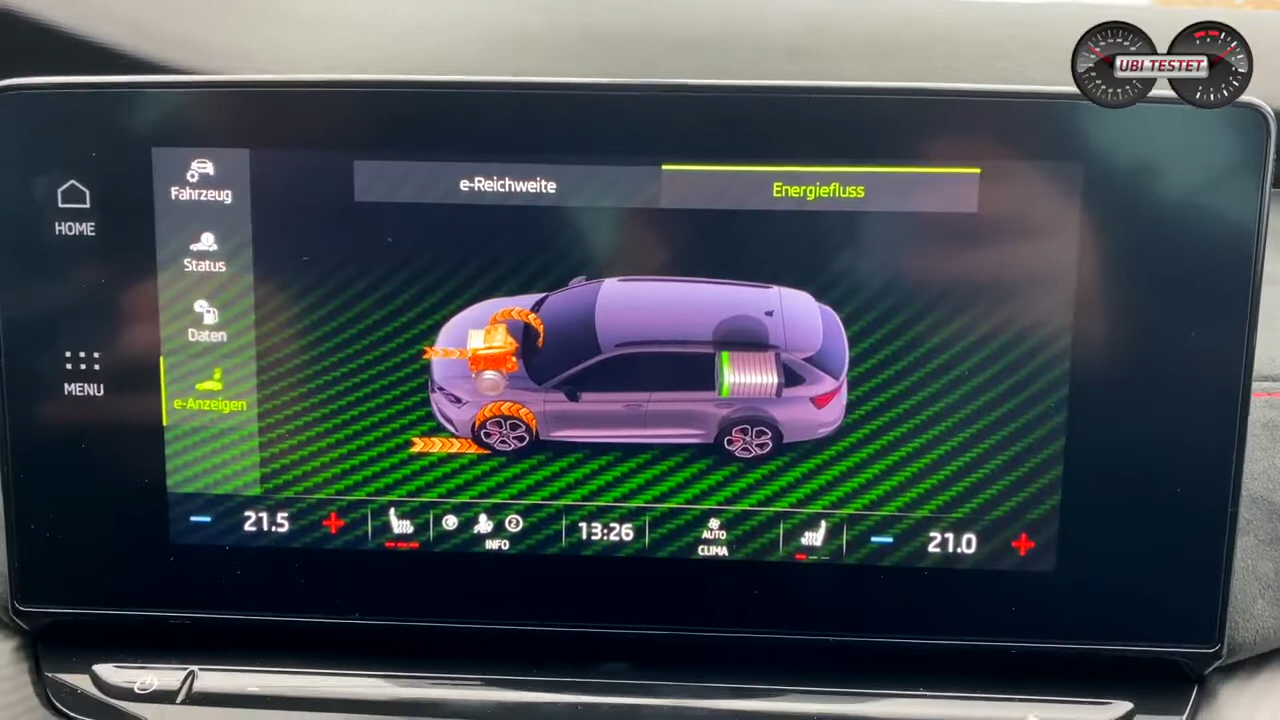 UBI TESTET
HOME
MENU
Fahrzeug
Status
Daten
e-Anzeigen
e-Reichweite
Energiefluss
21.5
2
INFO
13:26
AUTO
CLIMA
21.0